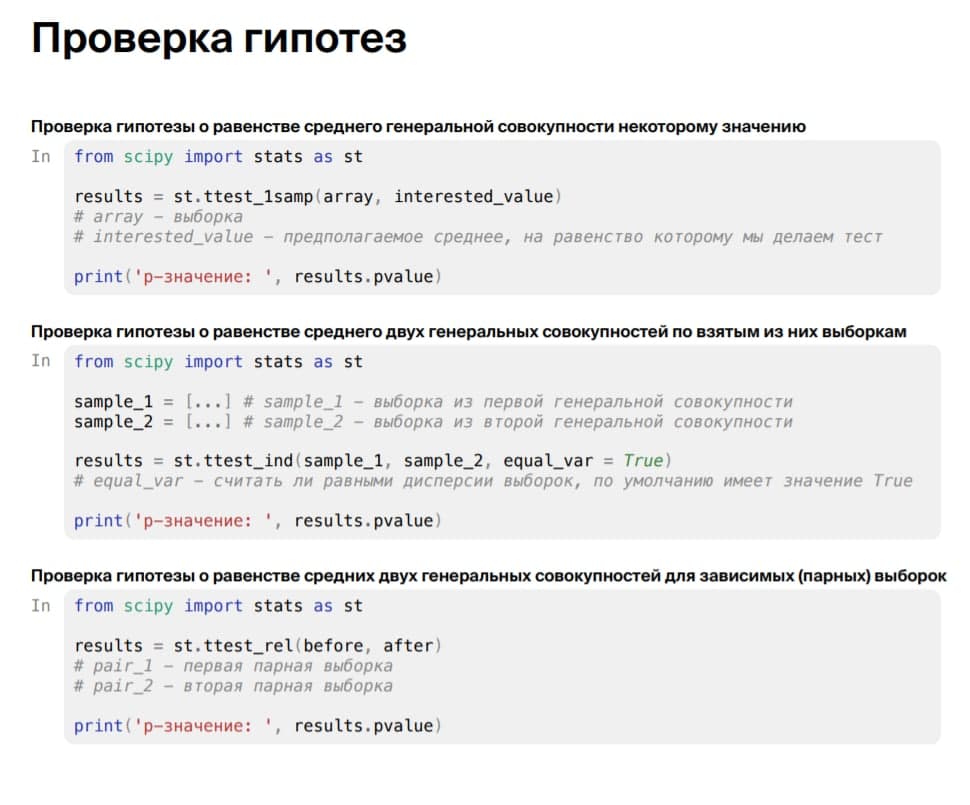 Проверка гипотез
Проверка гипотезы о равенстве среднего генеральной совокупности некоторому значению
In
from scipy import stats as st
results = st.ttest_1samp(array, interested_value)
# array – выборка
# interested_value – предполагаемое среднее, на равенство которому мы делаем тест
print('p-значение: ', results.pvalue)
Проверка гипотезы о равенстве среднего двух генеральных совокупностей по взятым из них выборкам
In
from scipy import stats as st
sample_1 = [...] # sample_1 – выборка из первой генеральной совокупности
sample_2 = [...] # sample_2 – выборка из второй генеральной совокупности
results = st.ttest_ind(sample_1, sample_2, equal_var = True)
# equal_var – считать ли равными дисперсии выборок, по умолчанию имеет значение True
print('p-значение: ', results.pvalue)
Проверка гипотезы о равенстве средних двух генеральных совокупностей для зависимых (парных) выборок
In
from scipy import stats as st
results = st.ttest_rel(before, after)
# pair_1 – первая парная выборка
# pair_2 – вторая парная выборка
print('p-значение: ', results.pvalue)